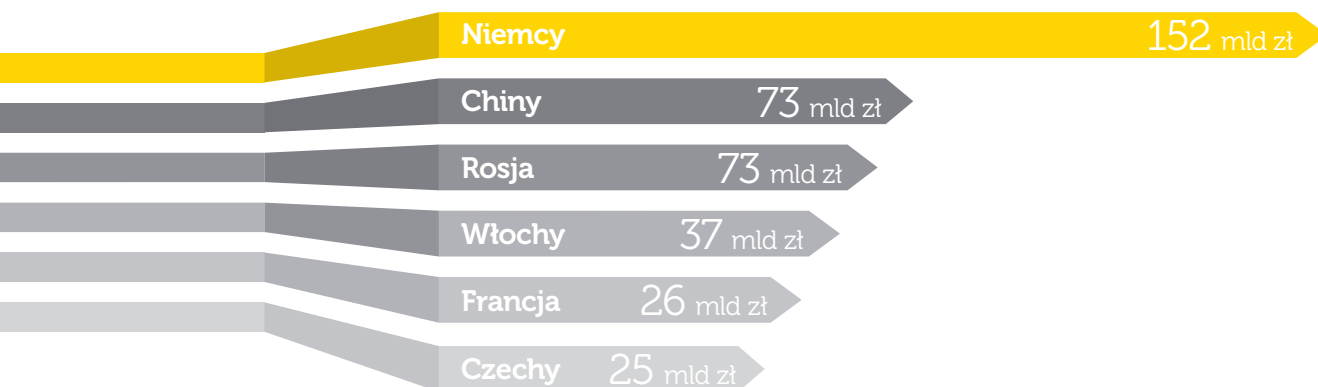 Niemcy 152 mld zł
Chiny 73 mld zł
Rosja 73 mld zł
Włochy 37 mld zł
Francja 26 mld zł
Czechy 25 mld zł